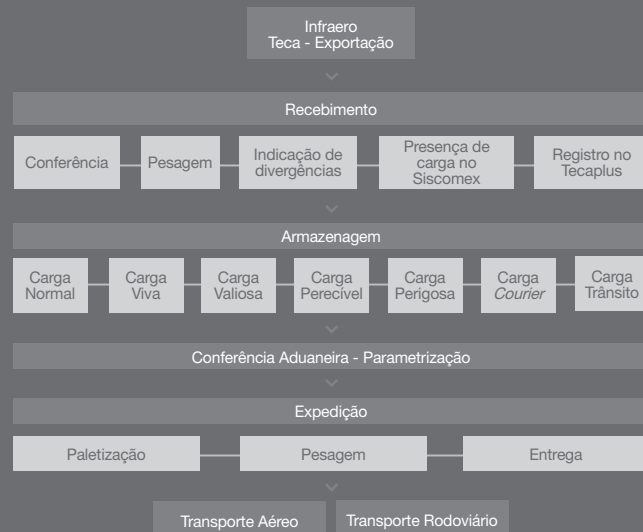 Infraero
Teca - Exportação
Recebimento
Conferência
Pesagem
Indicação de
divergências
Presença de
carga no
Siscomex
Registro no
Tecaplus
Armazenagem
Carga
Normal
Carga
Viva
Carga
Valiosa
Carga
Perecível
Carga
Perigosa
Carga
Courier
Carga
Trânsito
Conferência Aduaneira - Parametrização
Expedição
Paletização
Pesagem
Entrega
Transporte Aéreo
Transporte Rodoviário